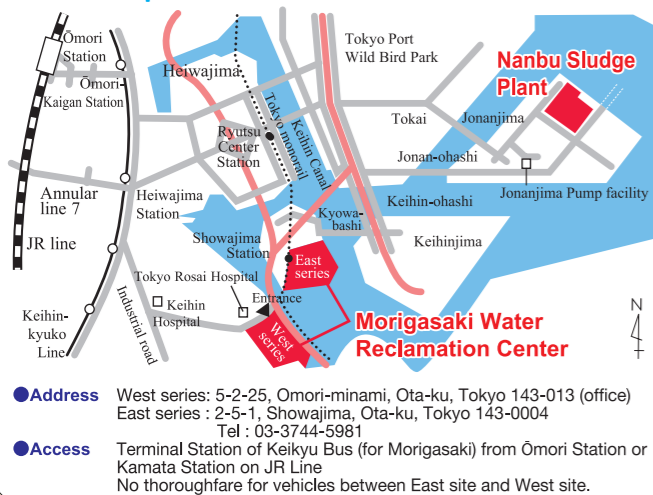 Ōmori
Station
Ōmori-
Kaigan Station
Heiwajima
Tokyo Port
Wild Bird Park
Nanbu Sludge
Plant
Tokyo monorail
Keihin Canal
Ryutsu
Center
Station
Tokai
Jonanjima
Jonan-ohashi
Jonanjima Pump facility
Annular
line 7
Heiwajima
Station
Keihin-ohashi
Kyowa-
bashi
Keihinjima
JR line
Showajima
Station
East
series
Tokyo Rosai Hospital
Entrance
Keihin
Hospital
Industrial road
Keihin-
kyuko
Line
West
series
Morigasaki Water
Reclamation Center
N
●Address West series: 5-2-25, Omori-minami, Ota-ku, Tokyo 143-013 (office)
East series : 2-5-1, Showajima, Ota-ku, Tokyo 143-0004
Tel : 03-3744-5981
●Access Terminal Station of Keikyu Bus (for Morigasaki) from Ōmori Station or
Kamata Station on JR Line
No thoroughfare for vehicles between East site and West site.